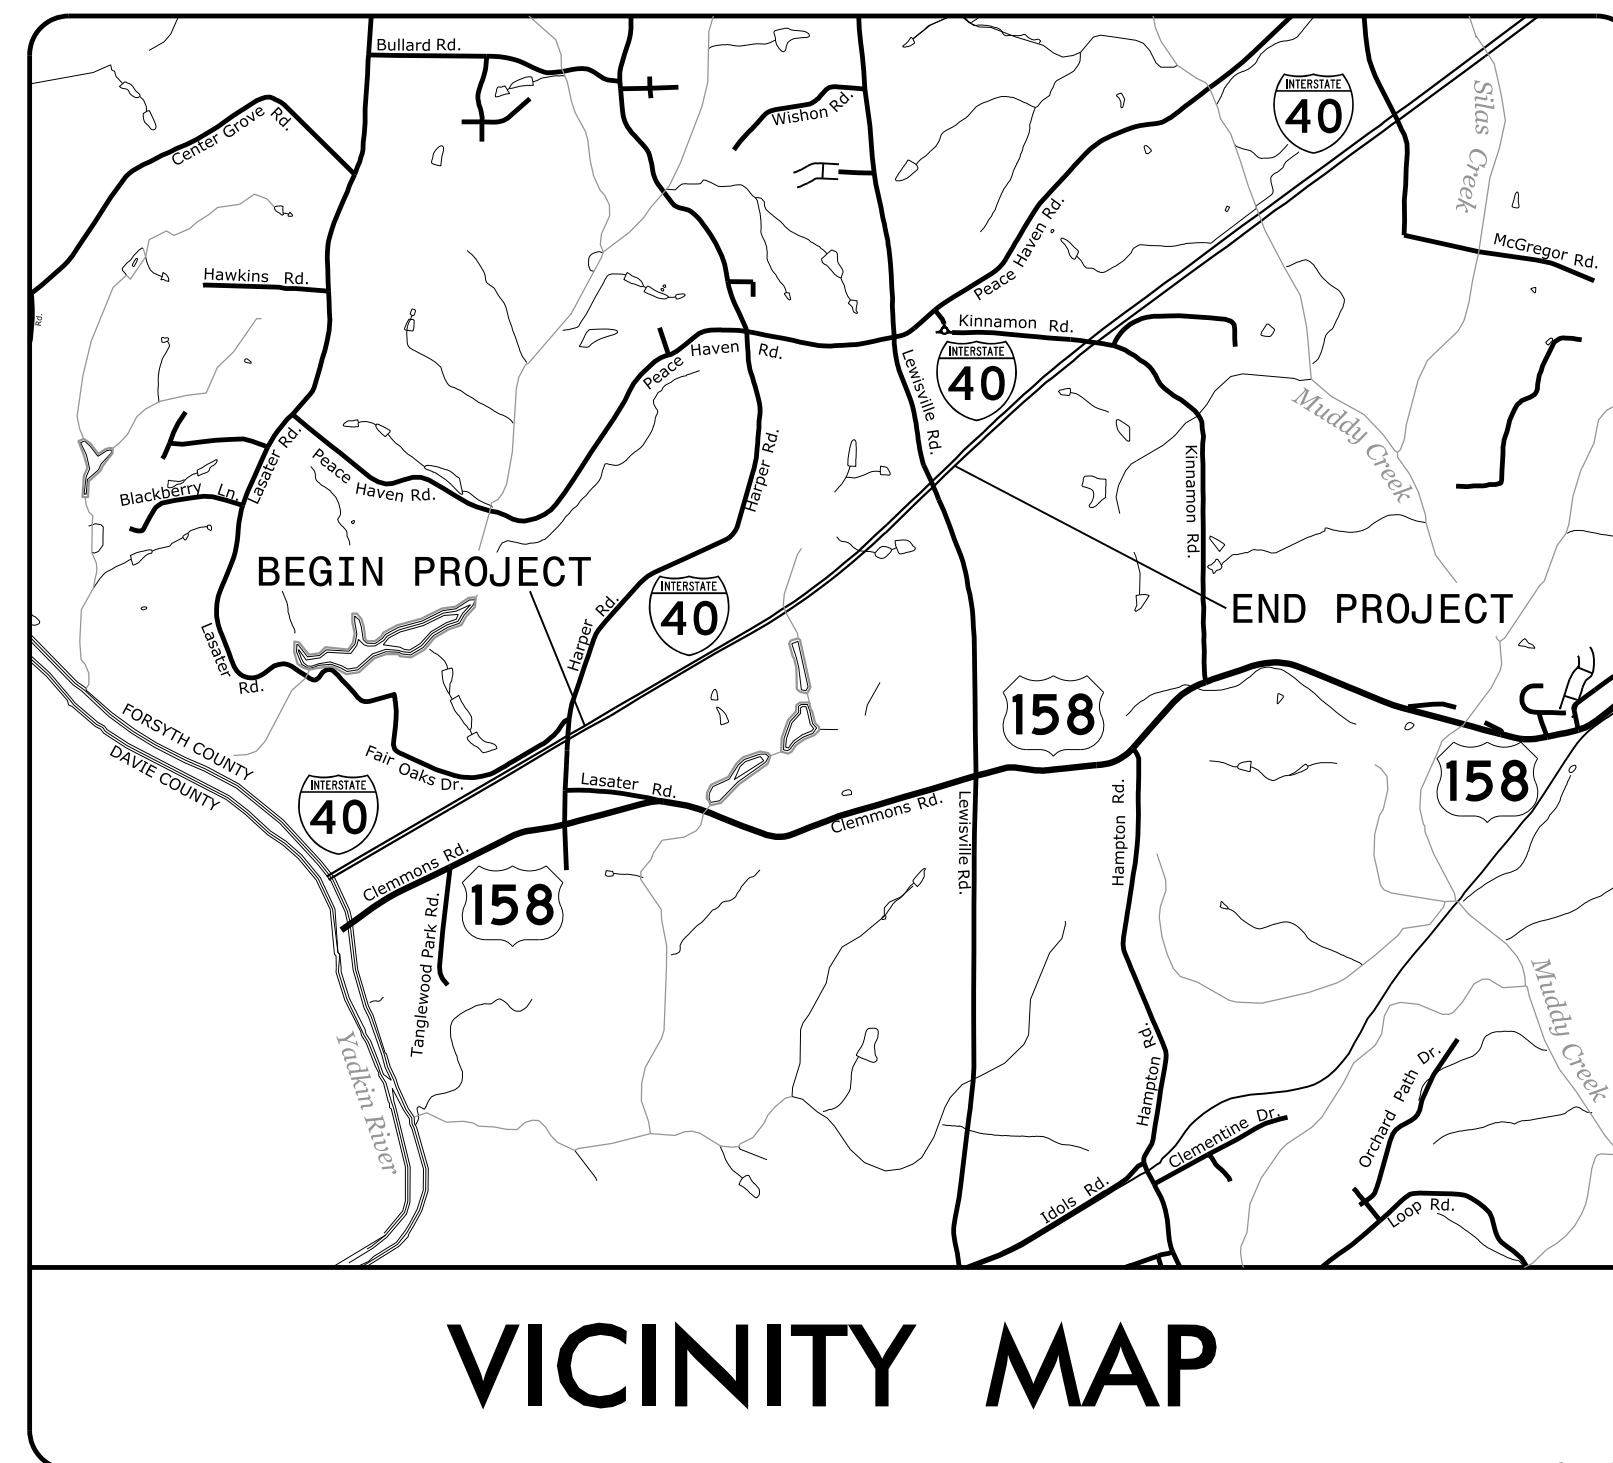 Bullard Rd.
INTERSTATE
40
Silas Creek
Wishon Rd.
Center Grove Rd.
McGregor Rd.
Peace Haven Rd.
Hawkins Rd.
Rd.
Kinnamon Rd.
Peace Haven Rd.
INTERSTATE
40
Lewisville Rd.
Muddy Creek
Lasater Rd.
Peace Haven Rd.
Harper Rd.
Kinnamon Rd.
Blackberry Ln.
BEGIN PROJECT
INTERSTATE
40
END PROJECT
Harper Rd.
Lasater Rd.
158
FORSYTH COUNTY
DAVIE COUNTY
Fair Oaks Dr.
158
INTERSTATE
40
Lasater Rd.
Clemmons Rd.
Lewisville Rd.
Hampton Rd.
Clemmons Rd.
158
Tanglewood Park Rd.
Yadkin River
Muddy Creek
Hampton Rd.
Orchard Path Dr.
Clementine Dr.
Idols Rd.
Loop Rd.
VICINITY MAP